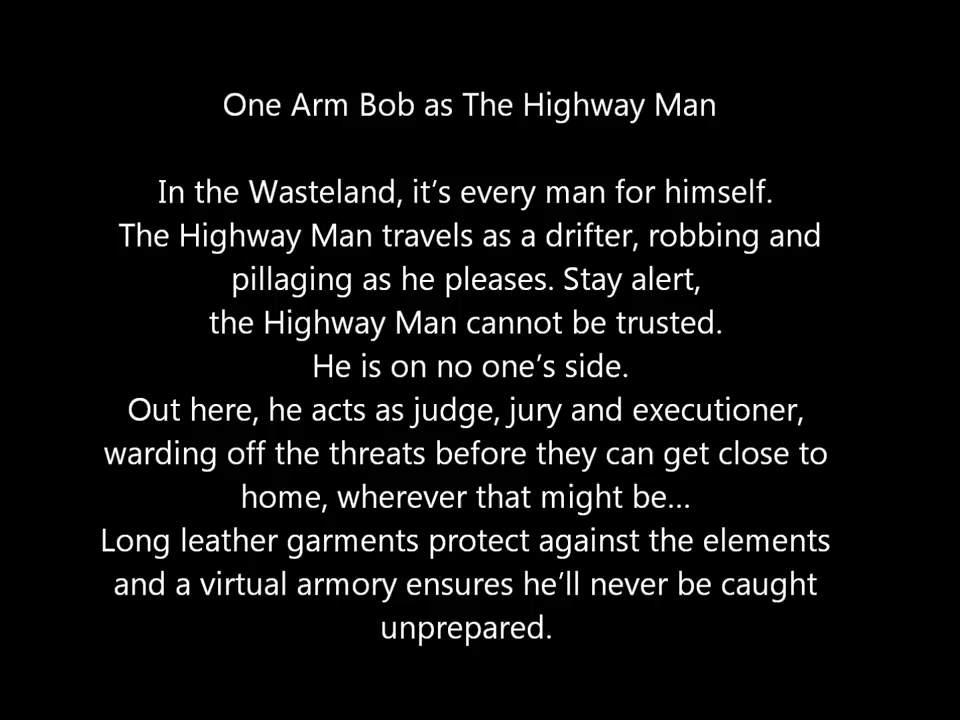 One Arm Bob as The Highway Man
In the Wasteland, it’s every man for himself.
The Highway Man travels as a drifter, robbing and
pillaging as he pleases. Stay alert,
the Highway Man cannot be trusted.
He is on no one’s side.
Out here, he acts as judge, jury and executioner,
warding off the threats before they can get close to
home, wherever that might be…
Long leather garments protect against the elements
and a virtual armory ensures he’ll never be caught
unprepared.